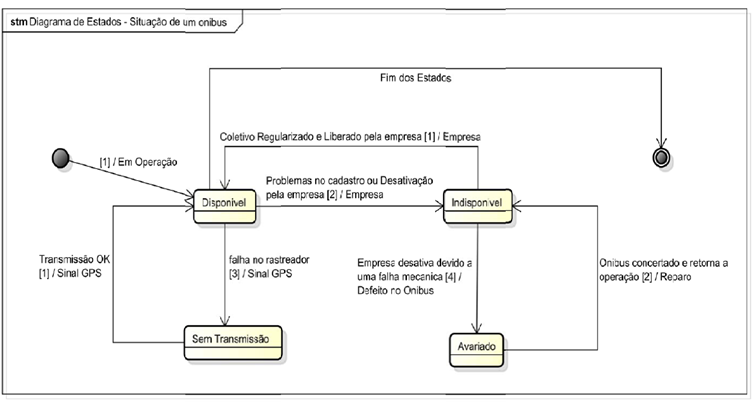 stm Diagrama de Estados - Situação de um onibus
Fim dos Estados
Coletivo Regularizado e Liberado pela empresa [1] / Empresa
[1] / Em Operação
Problemas no cadastro ou Desativação
pela empresa [2] / Empresa
Disponivel
Indisponivel
Transmissão OK
[1] / Sinal GPS
falha no rastreador
[3] / Sinal GPS
Empresa desativa devido a
uma falha mecanica [4] /
Defeito no Onibus
Onibus concertado e retorna a
operação [2] / Reparo
Sem Transmissão
Avariado